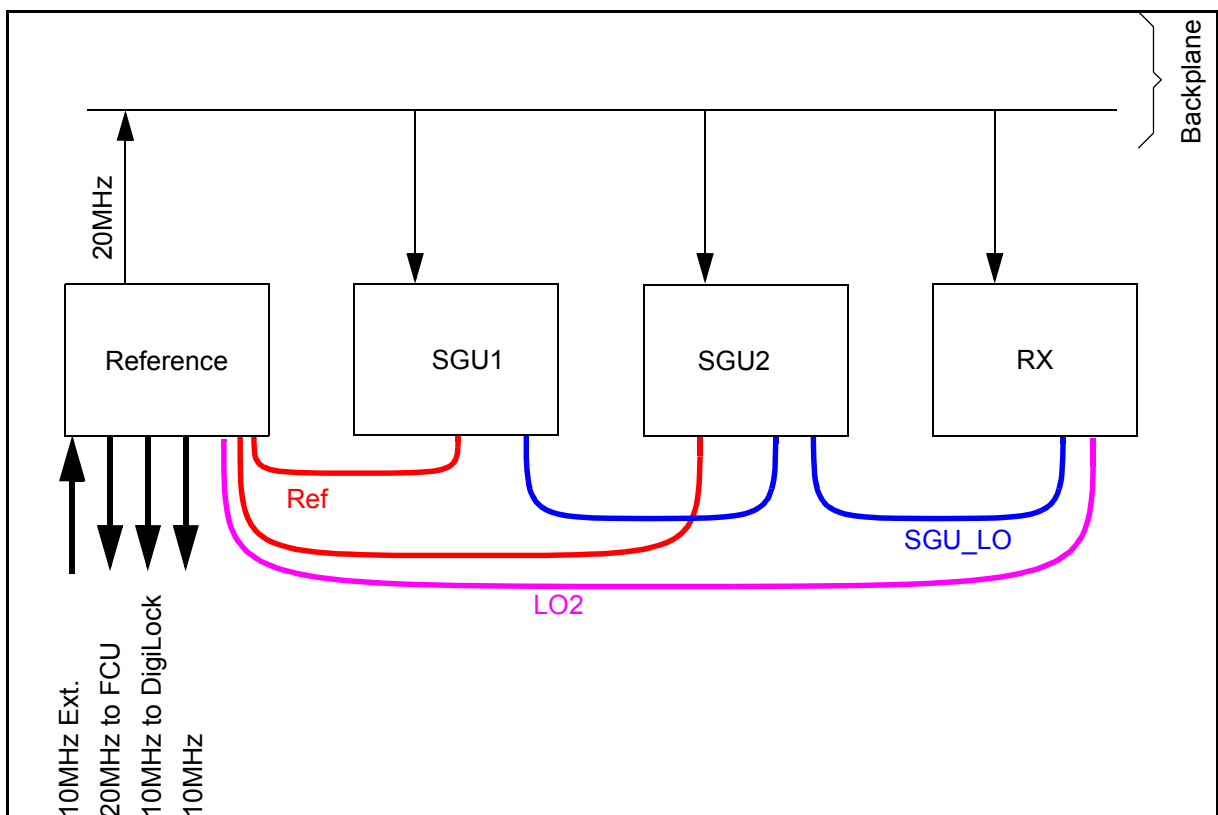 Backplane
20MHz
Reference
SGU1
SGU2
RX
Ref
SGU_LO
LO2
10MHz Ext.
20MHz to FCU
10MHz to DigiLock
10MHz